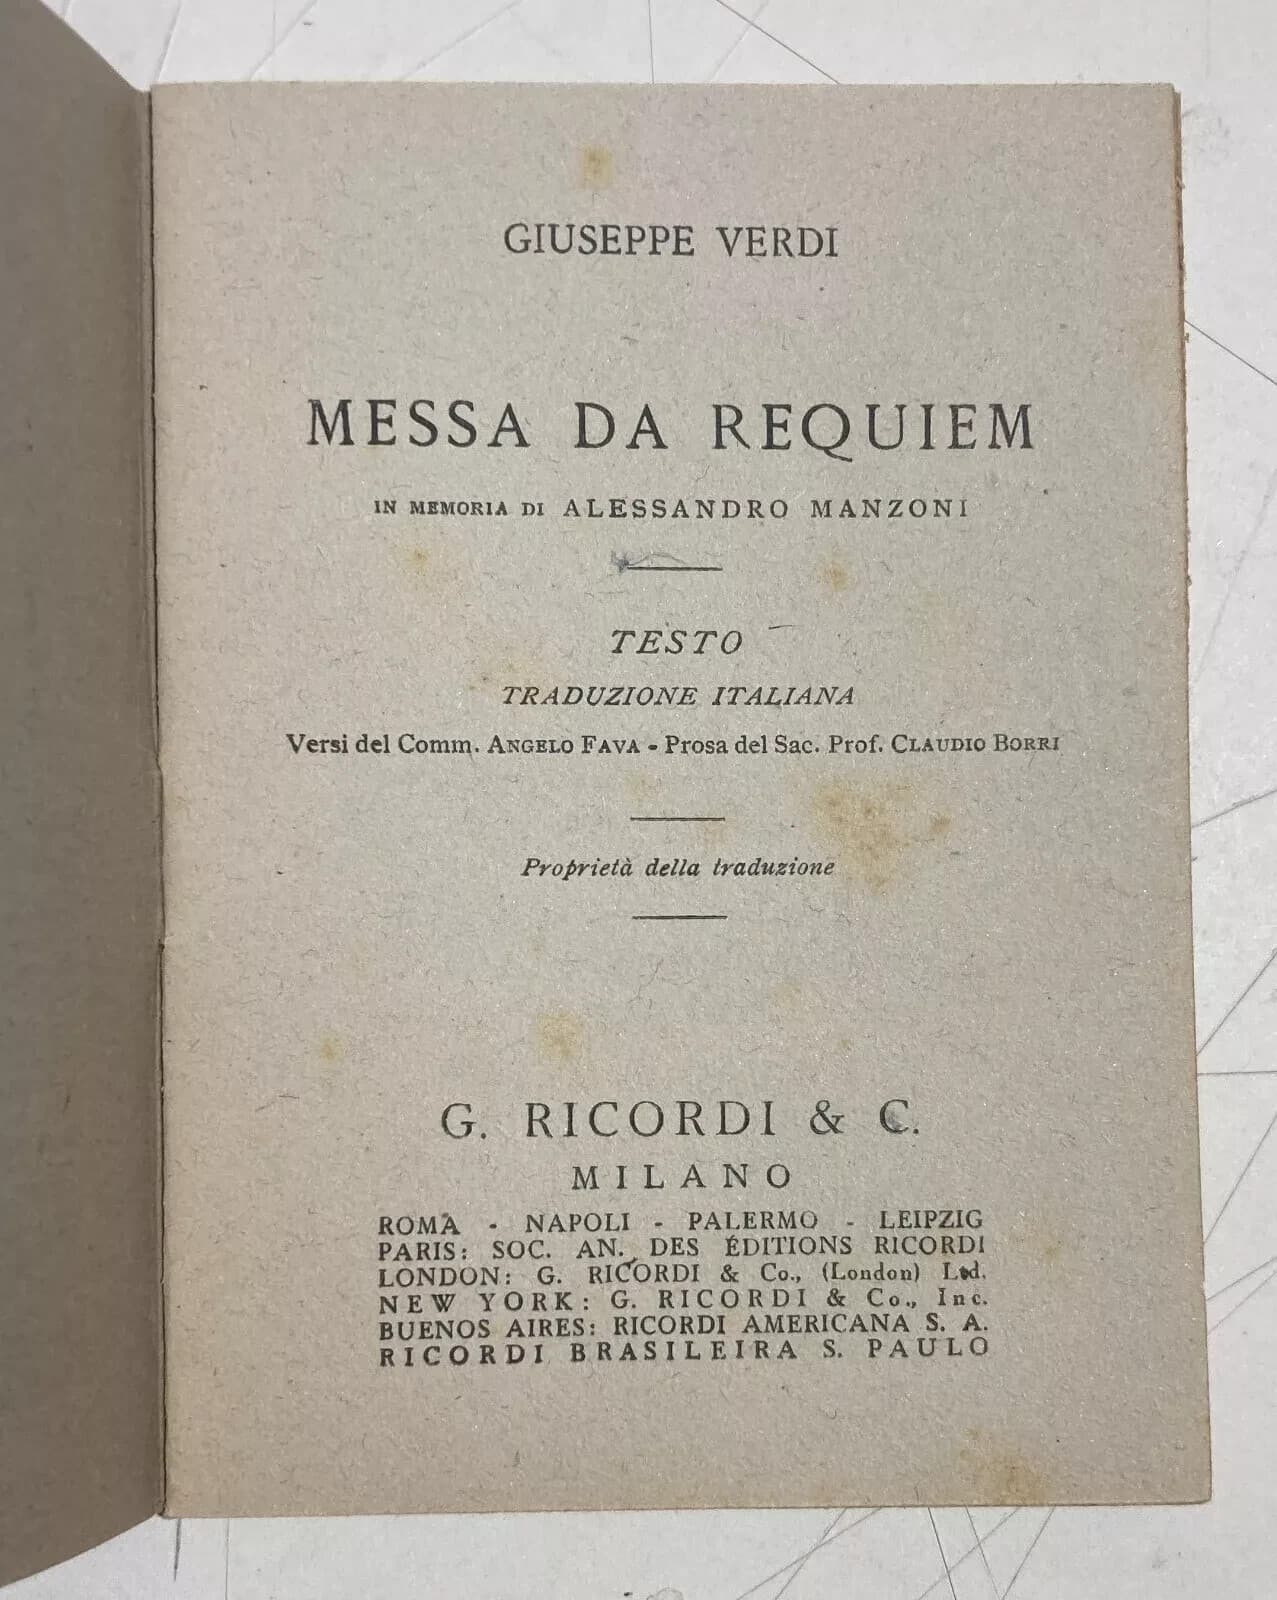 GIUSEPPE VERDI
MESSA DA REQUIEM
IN MEMORIA DI ALESSANDRO MANZONI
TESTO
TRADUZIONE ITALIANA
Versi del Comm. ANGELO FAVA - Prosa del Sac. Prof. CLAUDIO BORRI
Proprietà della traduzione
G. RICORDI & C.
MILANO
ROMA - NAPOLI - PALERMO - LEIPZIG
PARIS: SOC. AN. DES ÉDITIONS RICORDI
LONDON: G. RICORDI & Co., (London) Ltd.
NEW YORK: G. RICORDI & Co., Inc.
BUENOS AIRES: RICORDI AMERICANA S. A.
RICORDI BRASILEIRA S. PAULO